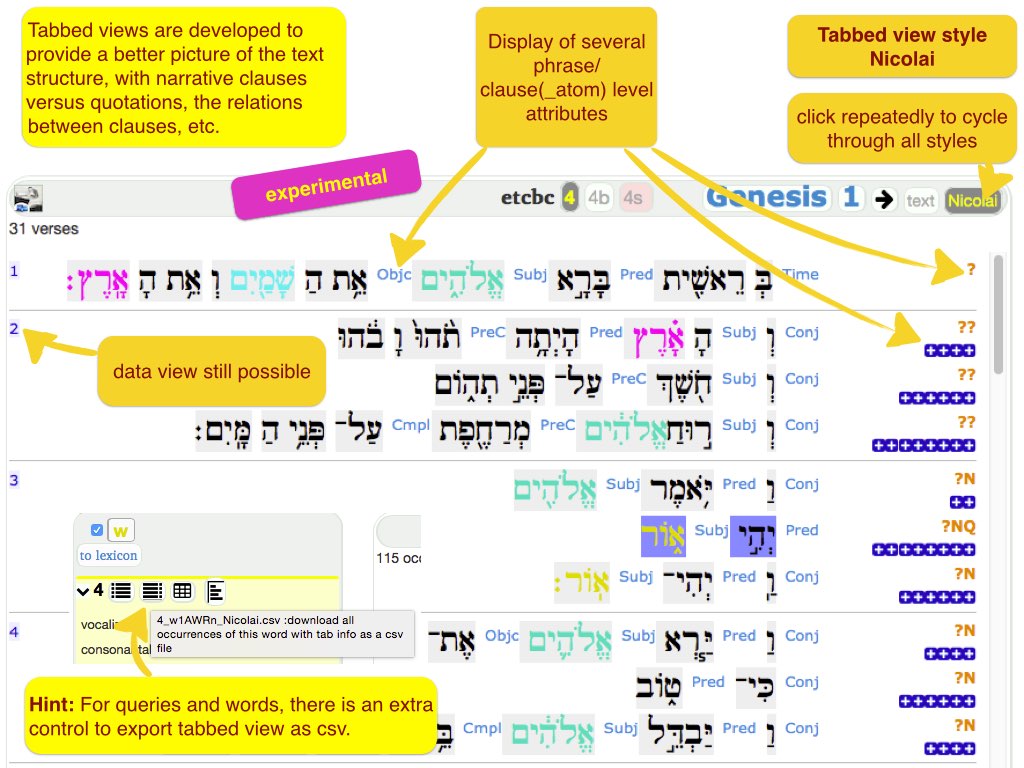 Tabbed views are developed to
provide a better picture of the text
structure, with narrative clauses
versus quotations, the relations
between clauses, etc.
Display of several
phrase/
clause(_atom) level
attributes
Tabbed view style
Nicolai
click repeatedly to cycle
through all styles
experimental
etcbc 4 4b 4s Genesis 1 → text Nicolai
31 verses
1 Time בְּ רֵאשִׁ֖ית Pred בָּרָ֣א Subj אֱלֹהִ֑ים Objc אֵ֥ת הַ שָּׁמַ֖יִם וְ אֵ֥ת הָ אָֽרֶץ׃ ?
2 Conj וְ Subj הָ אָ֗רֶץ Pred הָיְתָ֥ה PreC תֹ֙הוּ֙ וָ בֹ֔הוּ ??
Conj וְ Subj חֹ֖שֶׁךְ PreC עַל־ פְּנֵ֣י תְהֹ֑ום ??
Conj וְ Subj ר֣וּחַ אֱלֹהִ֔ים PreC מְרַחֶ֖פֶת Cmpl עַל־ פְּנֵ֥י הַ מָּֽיִם׃ ??
data view still possible
3 Conj וַ Pred יֹּ֥אמֶר Subj אֱלֹהִ֖ים ?N
Pred יְהִ֣י Subj אֹ֑ור ?NQ
Conj וַֽ Pred יְהִי־ Subj אֹֽור׃ ?N
4 Conj וַ Pred יַּ֧רְא Subj אֱלֹהִ֛ים Objc אֶת־ ?N
Conj כִּי־ Pred טֹ֑וב ?N
Conj וַ Pred יַּבְדֵּ֣ל Subj אֱלֹהִ֔ים Cmpl ?N
w
to lexicon
115 occ
4
vocali
consonantal
4_w1AWRn_Nicolai.csv :download all
occurrences of this word with tab info as a csv
file
Hint: For queries and words, there is an extra
control to export tabbed view as csv.